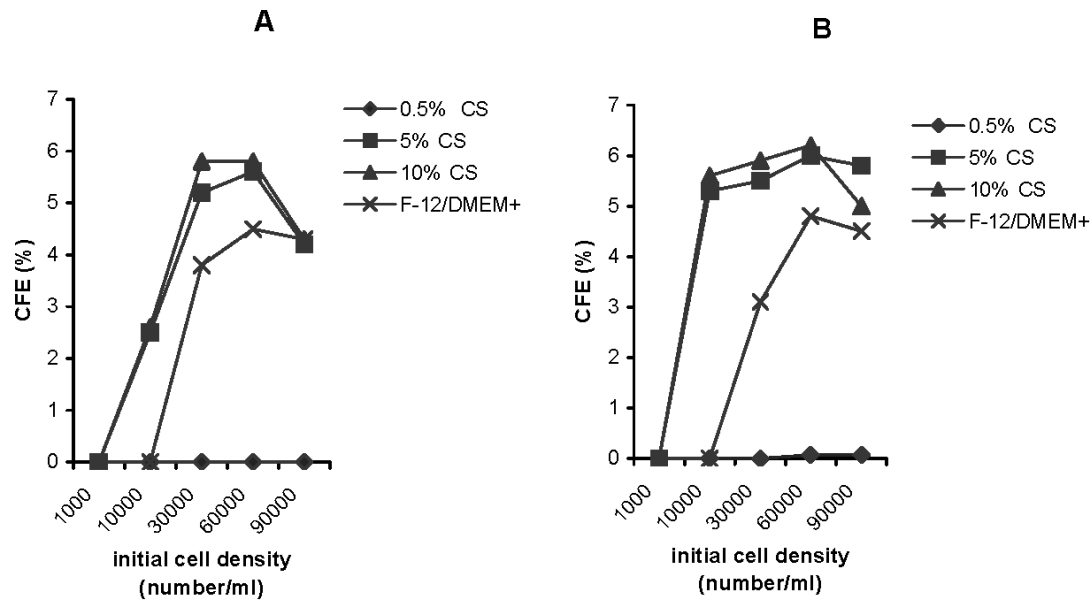 A
7
6
5
4
3
2
1
0
CFE (%)
1000
10000
30000
60000
90000
initial cell density
(number/ml)
0.5% CS
5% CS
10% CS
F-12/DMEM+
B
7
6
5
4
3
2
1
0
CFE (%)
1000
10000
30000
60000
90000
initial cell density
(number/ml)
0.5% CS
5% CS
10% CS
F-12/DMEM+